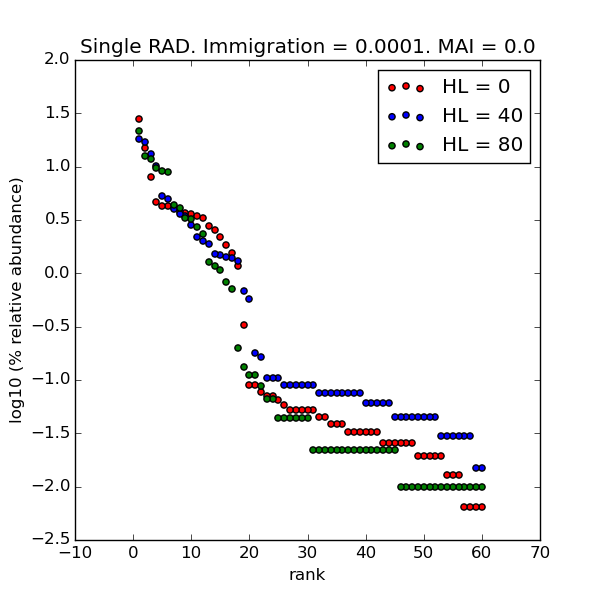 Single RAD. Immigration = 0.0001. MAI = 0.0
2.0
1.5
1.0
0.5
0.0
−0.5
−1.0
−1.5
−2.0
−2.5
log10 (% relative abundance)
HL = 0
HL = 40
HL = 80
−10 0 10 20 30 40 50 60 70
rank